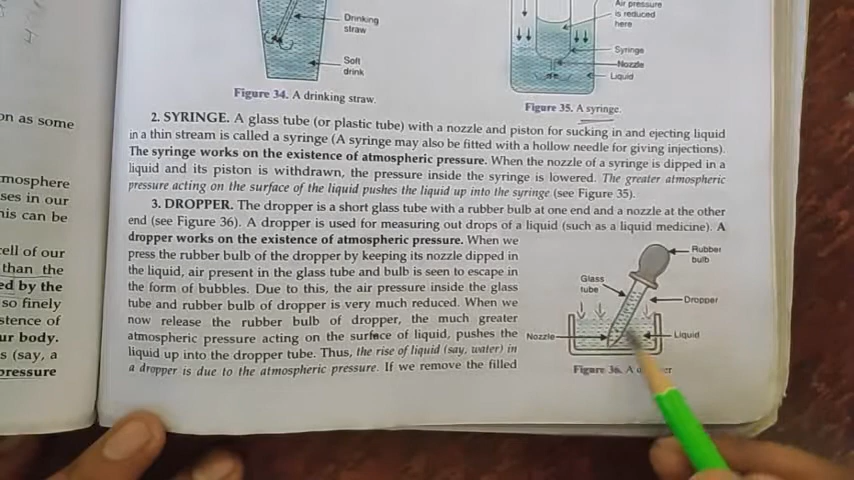 on as some
mosphere
ses in our
his can be
cell of our
than the
ed by the
so finely
stence of
ur body.
s (say, a
pressure
Drinking
straw
Soft
drink
Figure 34. A drinking straw.
Air pressure
is reduced
here
Syringe
Nozzle
Liquid
Figure 35. A syringe.
2. SYRINGE. A glass tube (or plastic tube) with a nozzle and piston for sucking in and ejecting liquid
in a thin stream is called a syringe (A syringe may also be fitted with a hollow needle for giving injections).
The syringe works on the existence of atmospheric pressure. When the nozzle of a syringe is dipped in a
liquid and its piston is withdrawn, the pressure inside the syringe is lowered. The greater atmospheric
pressure acting on the surface of the liquid pushes the liquid up into the syringe (see Figure 35).
3. DROPPER. The dropper is a short glass tube with a rubber bulb at one end and a nozzle at the other
end (see Figure 36). A dropper is used for measuring out drops of a liquid (such as a liquid medicine). A
dropper works on the existence of atmospheric pressure. When we
press the rubber bulb of the dropper by keeping its nozzle dipped in
the liquid, air present in the glass tube and bulb is seen to escape in
the form of bubbles. Due to this, the air pressure inside the glass
tube and rubber bulb of dropper is very much reduced. When we
now release the rubber bulb of dropper, the much greater
atmospheric pressure acting on the surface of liquid, pushes the
liquid up into the dropper tube. Thus, the rise of liquid (say, water) in
a dropper is due to the atmospheric pressure. If we remove the filled
Rubber
bulb
Glass
tube
Dropper
Nozzle
Liquid
Figure 36. A